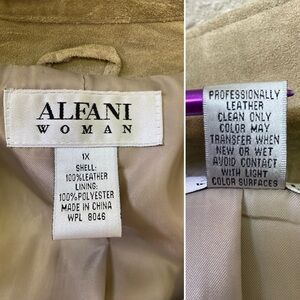 ALFANI
WOMAN
1X
SHELL:
100%LEATHER
LINING:
100%POLYESTER
MADE IN CHINA
WPL 8046
PROFESSIONALLY
LEATHER
CLEAN ONLY
COLOR MAY
TRANSFER WHEN
NEW OR WET
AVOID CONTACT
WITH LIGHT
COLOR SURFACES